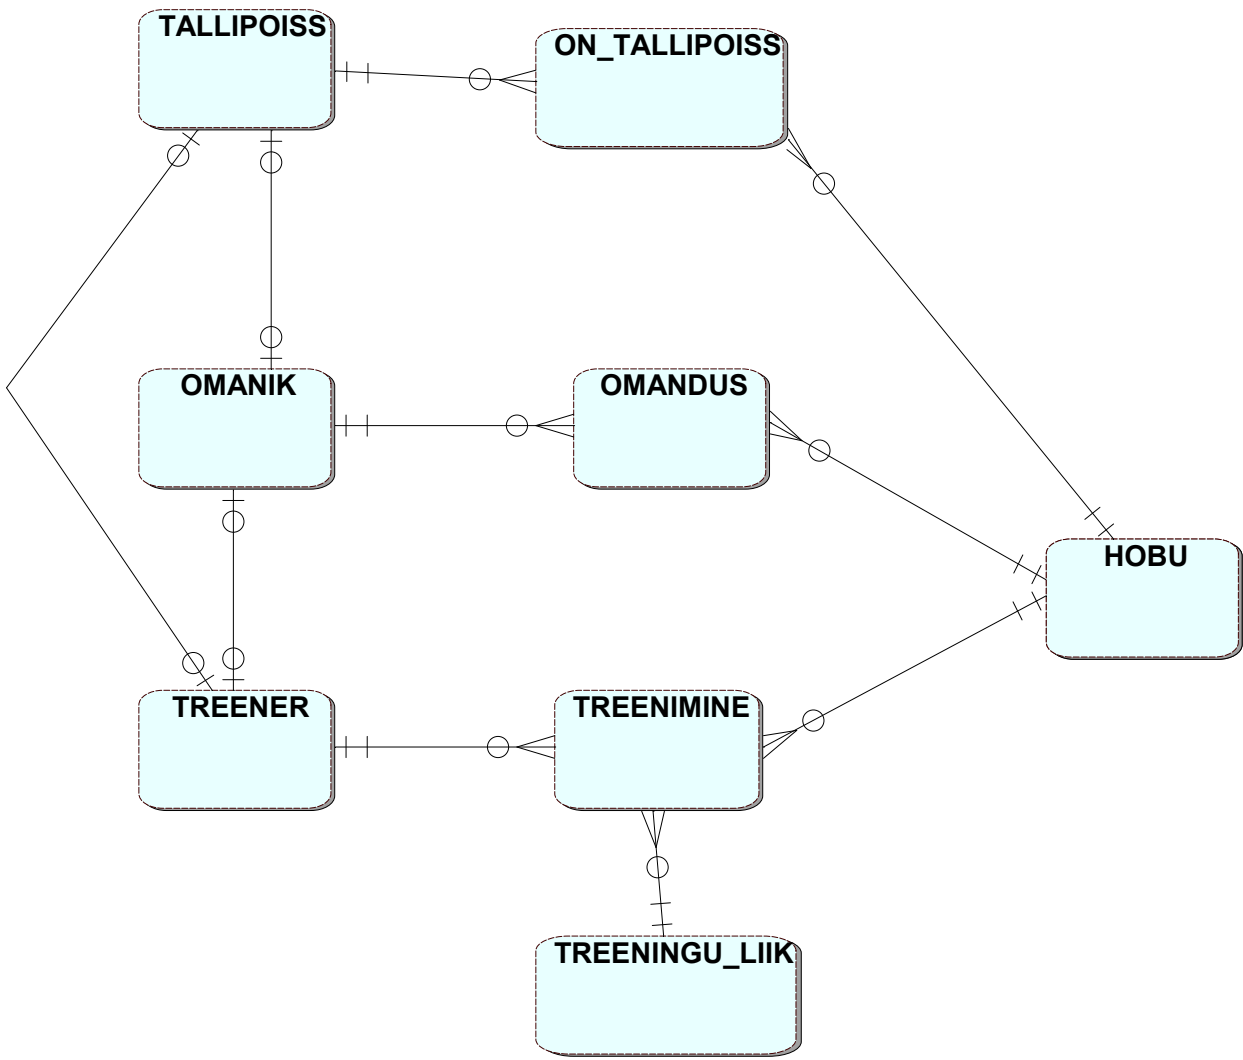 TALLIPOISS
ON_TALLIPOISS
OMANIK
OMANDUS
HOBU
TREENER
TREENIMINE
TREENINGU_LIIK